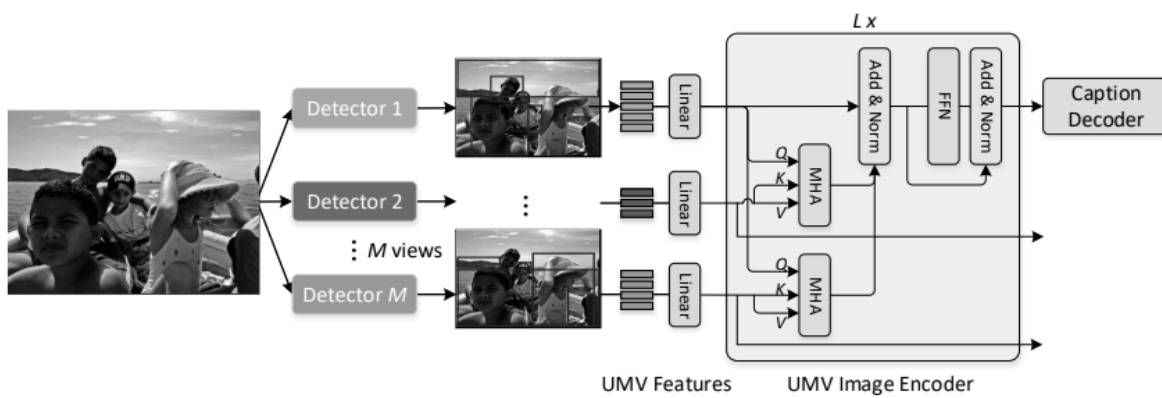 L x
Detector 1
Detector 2
⋮ M views
Detector M
⋮
Linear
Linear
Linear
Q
K
V
MHA
Q
K
V
MHA
Add & Norm
FFN
Add & Norm
Caption
Decoder
UMV Features
UMV Image Encoder